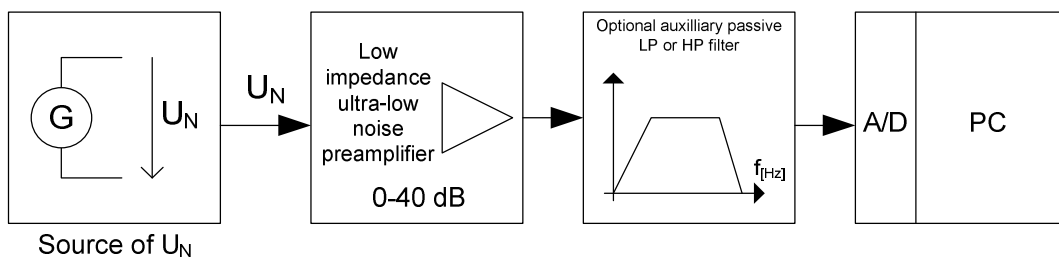 G
U_N
Source of U_N
U_N
Low
impedance
ultra-low
noise
preamplifier
0-40 dB
Optional auxilliary passive
LP or HP filter
f[Hz]
A/D
PC